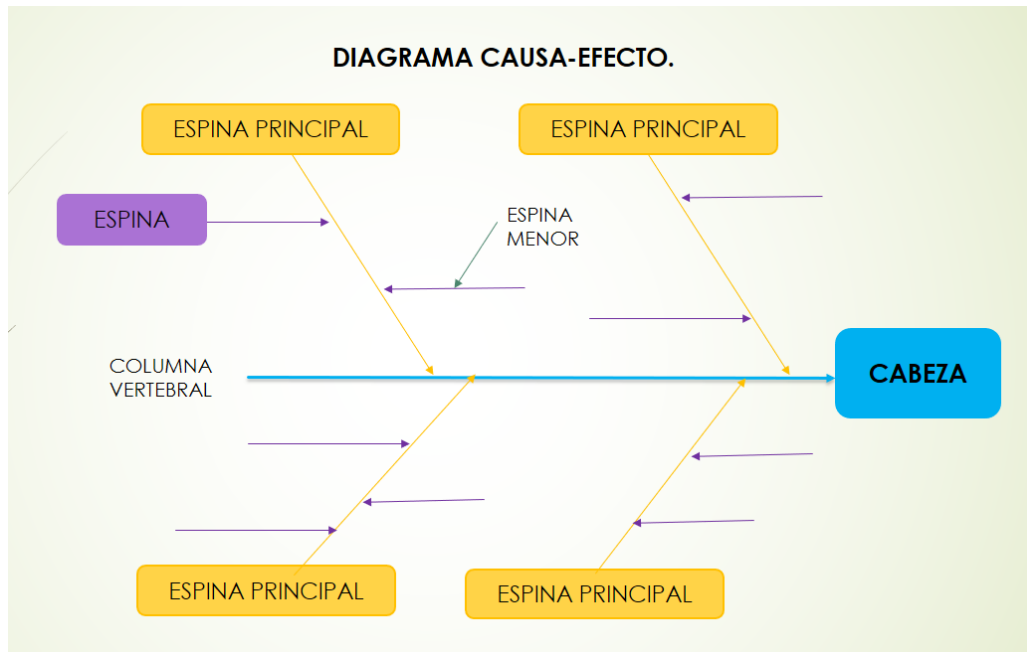 DIAGRAMA CAUSA-EFECTO.
ESPINA PRINCIPAL
ESPINA PRINCIPAL
ESPINA
ESPINA
MENOR
COLUMNA
VERTEBRAL
CABEZA
ESPINA PRINCIPAL
ESPINA PRINCIPAL